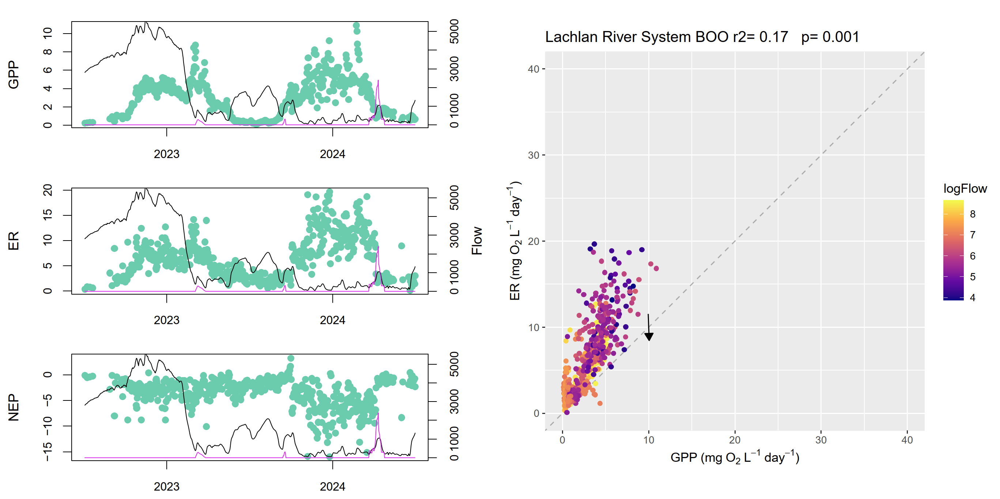 GPP
0 2 4 6 8 10
0 1000 3000 5000
2023 2024
ER
0 5 10 15 20
0 1000 3000 5000
Flow
2023 2024
NEP
−15 −10 −5 0
0 1000 3000 5000
2023 2024
Lachlan River System BOO r2= 0.17 p= 0.001
ER (mg O₂ L⁻¹ day⁻¹)
40
30
20
10
0
0 10 20 30 40
GPP (mg O₂ L⁻¹ day⁻¹)
logFlow
8
7
6
5
4